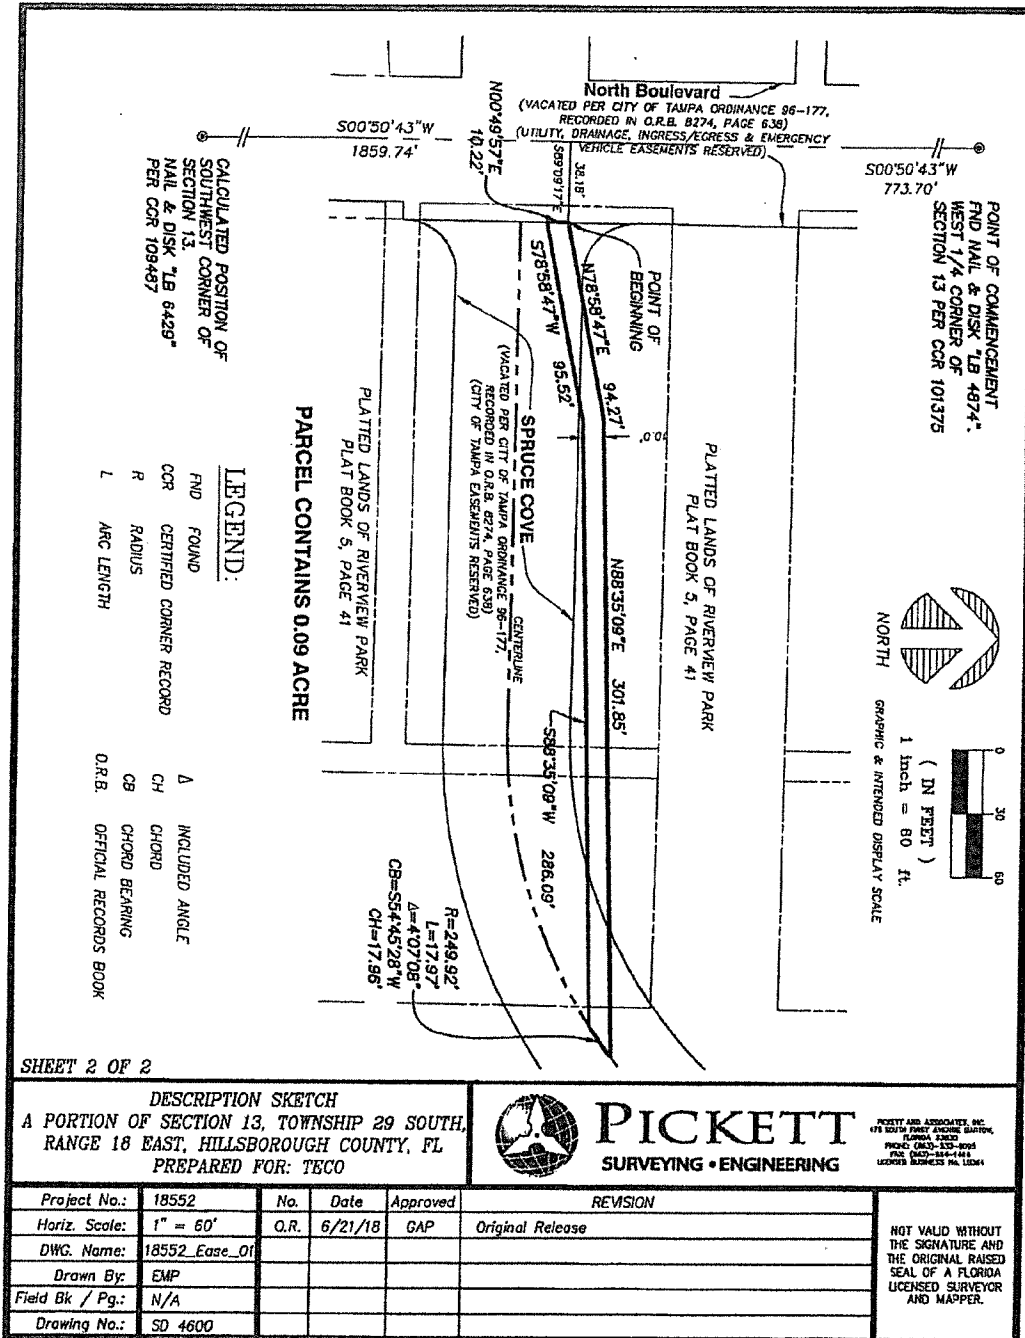 North Boulevard
(VACATED PER CITY OF TAMPA ORDINANCE 96-177,
RECORDED IN O.R.B. 8274, PAGE 638)
(UTILITY, DRAINAGE, INGRESS/EGRESS & EMERGENCY
VEHICLE EASEMENTS RESERVED)
S00°50'43"W
1859.74'
S00°50'43"W
773.70'
N00°49'57"E
10.22'
S89°09'17"E
38.18'
POINT OF COMMENCEMENT
FND NAIL & DISK "LB 4874".
WEST 1/4 CORNER OF
SECTION 13 PER CCR 101375
CALCULATED POSITION OF
SOUTHWEST CORNER OF
SECTION 13.
NAIL & DISK "LB 6429"
PER CCR 109487
POINT OF
BEGINNING
N78°58'47"E 94.27'
S78°58'47"W 95.52'
PLATTED LANDS OF RIVERVIEW PARK
PLAT BOOK 5, PAGE 41
SPRUCE COVE
(VACATED PER CITY OF TAMPA ORDINANCE 96-177,
RECORDED IN O.R.B. 8274, PAGE 638)
(CITY OF TAMPA EASEMENTS RESERVED)
CENTERLINE
N88°35'09"E 301.85'
S88°35'09"W 286.09'
PLATTED LANDS OF RIVERVIEW PARK
PLAT BOOK 5, PAGE 41
PARCEL CONTAINS 0.09 ACRE
R=249.92'
L=17.97'
Δ=4°07'08"
CB=S54°45'28"W
CH=17.96'
NORTH
0 30 60
( IN FEET )
1 inch = 60 ft.
GRAPHIC & INTENDED DISPLAY SCALE
LEGEND:
FND FOUND
CCR CERTIFIED CORNER RECORD
R RADIUS
L ARC LENGTH
Δ INCLUDED ANGLE
CH CHORD
CB CHORD BEARING
O.R.B. OFFICIAL RECORDS BOOK
SHEET 2 OF 2
DESCRIPTION SKETCH
A PORTION OF SECTION 13, TOWNSHIP 29 SOUTH,
RANGE 18 EAST, HILLSBOROUGH COUNTY, FL
PREPARED FOR: TECO
PICKETT
SURVEYING • ENGINEERING
PICKETT AND ASSOCIATES, INC.
FLORIDA
Project No.: 18552 No. Date Approved REVISION
Horiz. Scale: 1" = 60' O.R. 6/21/18 GAP Original Release
DWG. Name: 18552_Ease_01
Drawn By: EMP
Field Bk / Pg.: N/A
Drawing No.: SD 4600
NOT VALID WITHOUT
THE SIGNATURE AND
THE ORIGINAL RAISED
SEAL OF A FLORIDA
LICENSED SURVEYOR
AND MAPPER.